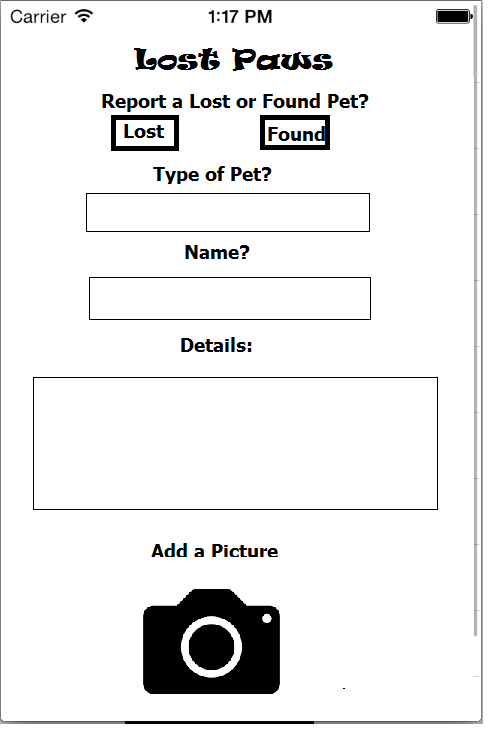 Carrier 1:17 PM
Lost Paws
Report a Lost or Found Pet?
Lost Found
Type of Pet?
Name?
Details:
Add a Picture